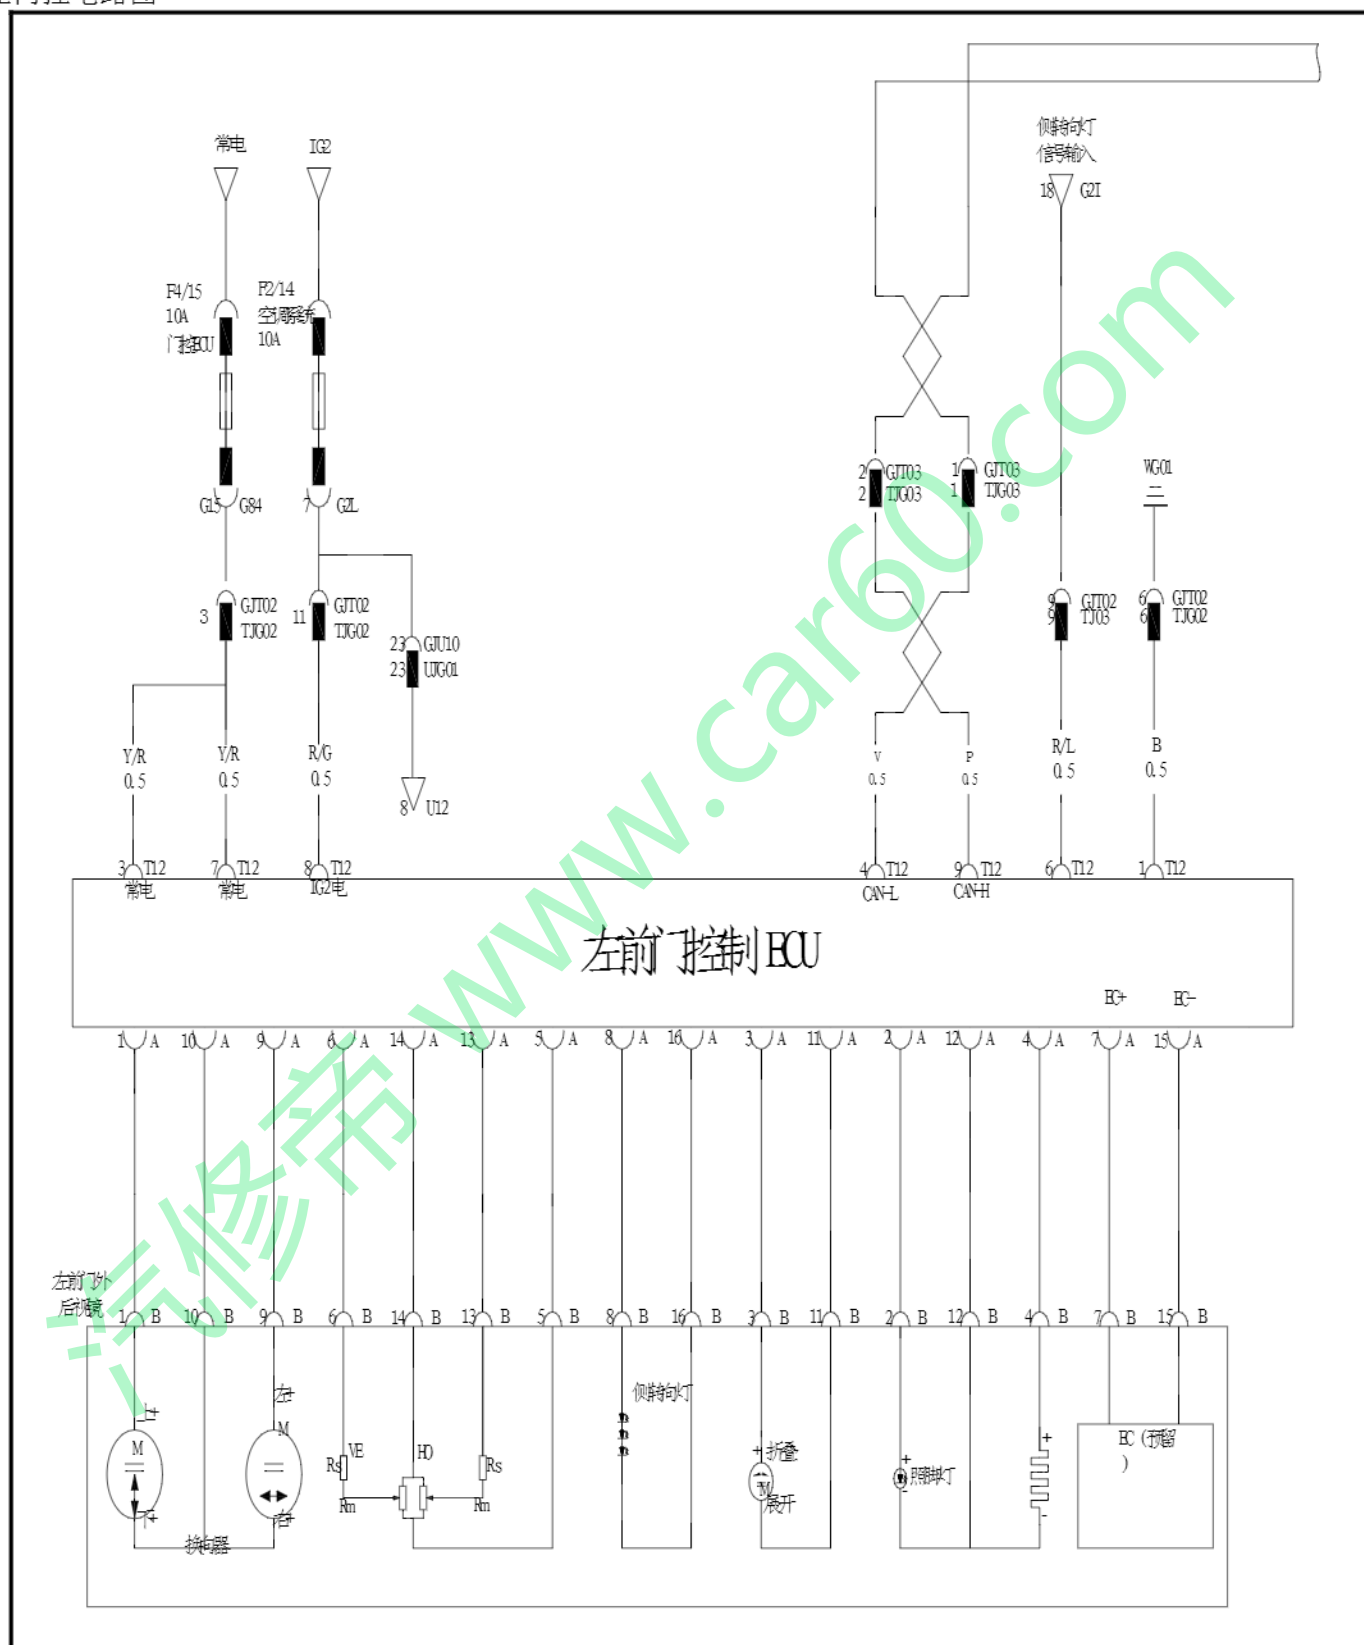 常电
IG2
侧转向灯
信号输入
18
G2I
F4/15
10A
门控ECU
F2/14
空调系统
10A
G15
G84
7
G2L
2
GJT03
2
TJG03
1
GJT03
1
TJG03
WG01
3
GJT02
TJG02
11
GJT02
TJG02
23
GJU10
23
UJG01
9
GJT02
9
TJ03
6
GJT02
6
TJG02
Y/R
0.5
Y/R
0.5
R/G
0.5
V
0.5
P
0.5
R/L
0.5
B
0.5
8
U12
3
T12
常电
7
T12
常电
8
T12
IG2电
4
T12
CAN-L
9
T12
CAN-H
6
T12
1
T12
左前门控制ECU
EC+
EC-
1 A
10 A
9 A
6 A
14 A
13 A
5 A
8 A
16 A
3 A
11 A
2 A
12 A
4 A
7 A
15 A
左前门外
后视镜
1 B
10 B
9 B
6 B
14 B
13 B
5 B
8 B
16 B
3 B
11 B
2 B
12 B
4 B
7 B
15 B
上+
M
下+
左+
M
右+
换向器
VE
Rs
Rm
HO
Rs
Rm
侧转向灯
+
折叠
M
展开
+
照脚灯
-
+
-
EC(预留
)
汽修帝 www.car60.com